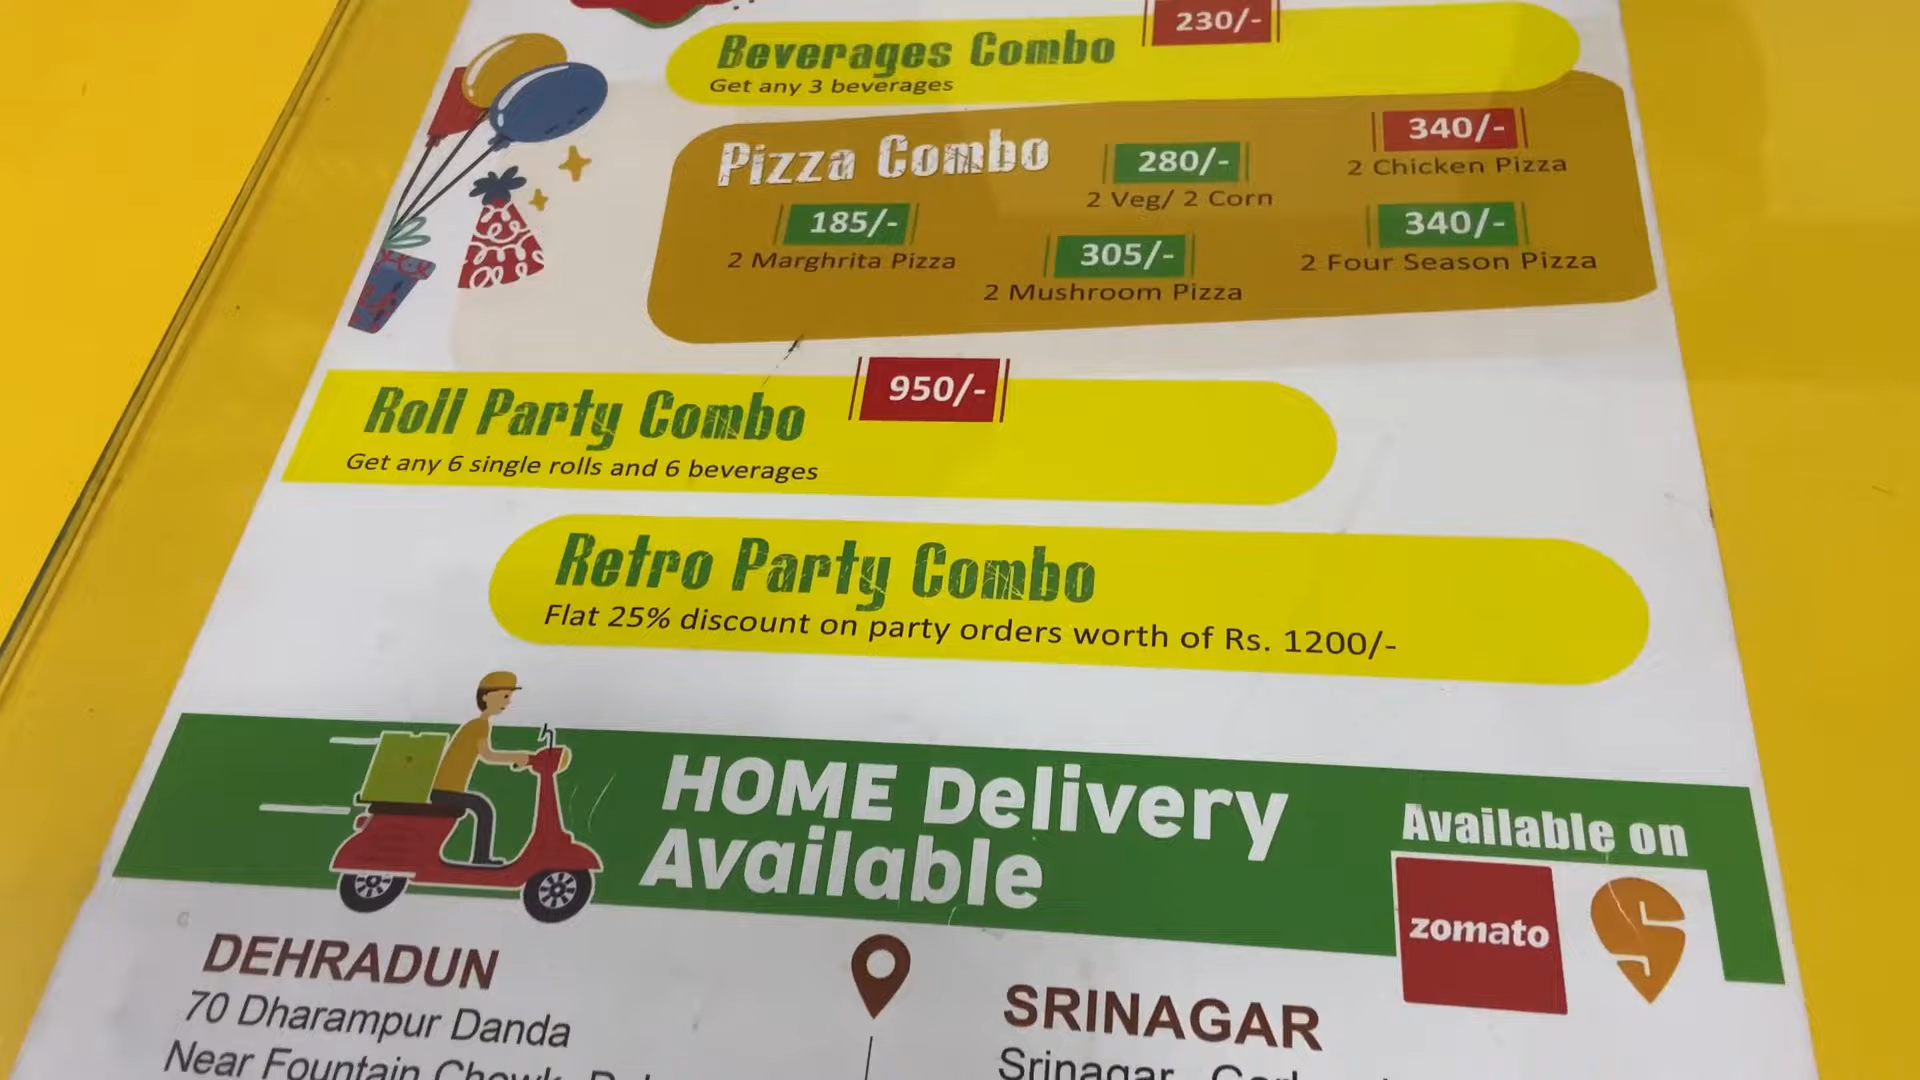 230/-
Beverages Combo
Get any 3 beverages
Pizza Combo
280/-
2 Veg/ 2 Corn
340/-
2 Chicken Pizza
185/-
2 Marghrita Pizza
305/-
2 Mushroom Pizza
340/-
2 Four Season Pizza
Roll Party Combo
950/-
Get any 6 single rolls and 6 beverages
Retro Party Combo
Flat 25% discount on party orders worth of Rs. 1200/-
HOME Delivery
Available
Available on
zomato
DEHRADUN
70 Dharampur Danda
Near Fountain Chowk,
SRINAGAR
Srinagar,